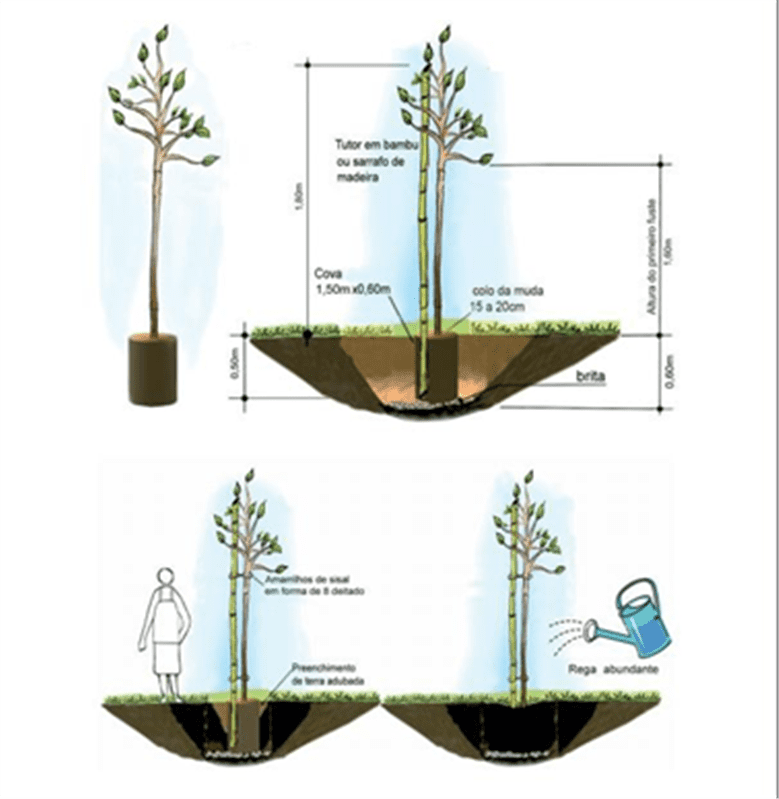 Tutor em bambu
ou sarrafo de
madeira
1,80m
Altura do primeiro fuste
1,60m
Cova
1,50m x0,60m
colo da muda
15 a 20cm
0,50m
brita
0,60m
Amarrilhos de sisal
em forma de 8 deitado
Rega abundante
Preenchimento
de terra adubada